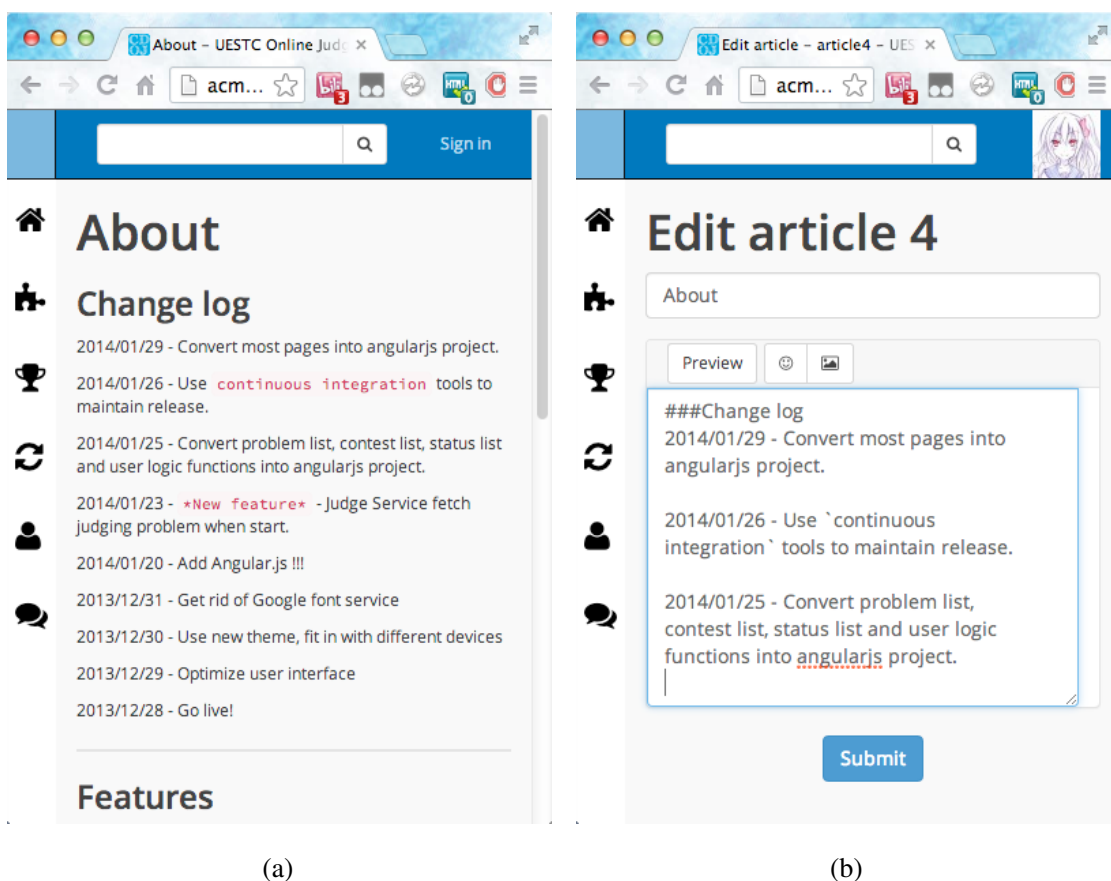 About – UESTC Online Judg
acm...
3
HTML
0
Sign in
About
Change log
2014/01/29 - Convert most pages into angularjs project.
2014/01/26 - Use continuous integration tools to
maintain release.
2014/01/25 - Convert problem list, contest list, status list
and user logic functions into angularjs project.
2014/01/23 - *New feature* - Judge Service fetch
judging problem when start.
2014/01/20 - Add Angular.js !!!
2013/12/31 - Get rid of Google font service
2013/12/30 - Use new theme, fit in with different devices
2013/12/29 - Optimize user interface
2013/12/28 - Go live!
Features
(a)
Edit article – article4 – UES
acm...
3
HTML
0
Edit article 4
About
Preview
###Change log
2014/01/29 - Convert most pages into
angularjs project.
2014/01/26 - Use `continuous
integration` tools to maintain release.
2014/01/25 - Convert problem list,
contest list, status list and user logic
functions into angularjs project.
Submit
(b)